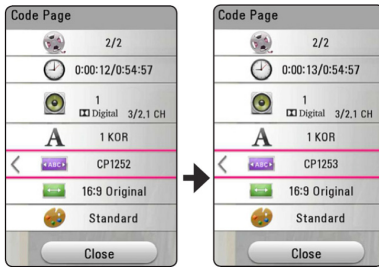 Code Page
2/2
0:00:12/0:54:57
1
Digital 3/2.1 CH
A 1 KOR
ABC CP1252
16:9 Original
Standard
Close
Code Page
2/2
0:00:13/0:54:57
1
Digital 3/2.1 CH
A 1 KOR
ABC CP1253
16:9 Original
Standard
Close